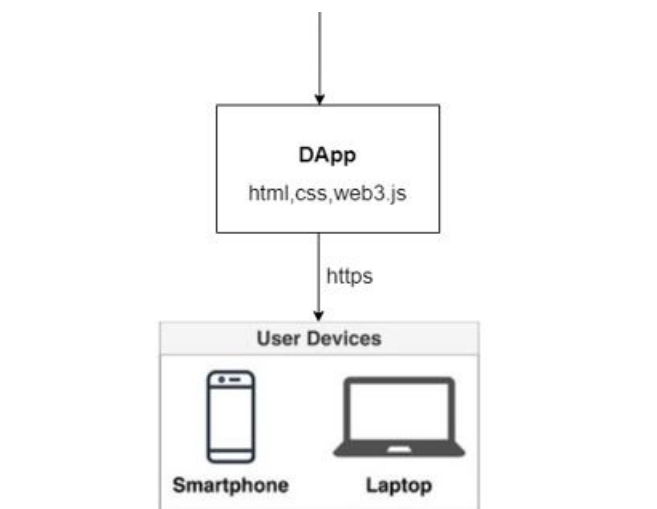 DApp
html,css,web3.js
https
User Devices
Smartphone
Laptop